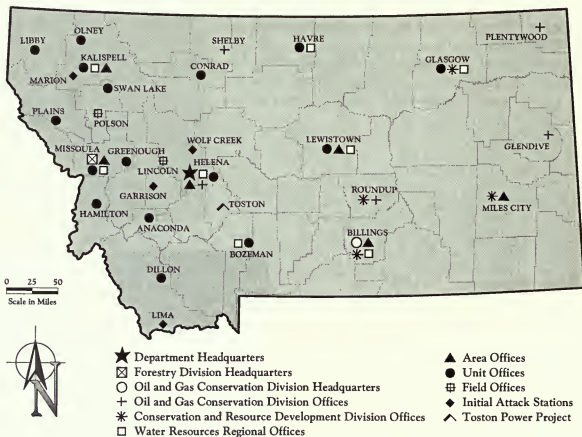 OLNEY
LIBBY
KALISPELL
SHELBY
HAVRE
PLENTYWOOD
GLASGOW
MARION
CONRAD
SWAN LAKE
PLAINS
POLSON
WOLF CREEK
LEWISTOWN
GLENDIVE
MISSOULA
GREENOUGH
HELENA
LINCOLN
GARRISON
TOSTON
ROUNDUP
MILES CITY
HAMILTON
ANACONDA
BOZEMAN
BILLINGS
DILLON
LIMA
0 25 50
Scale in Miles
N
Department Headquarters
Forestry Division Headquarters
Oil and Gas Conservation Division Headquarters
Oil and Gas Conservation Division Offices
Conservation and Resource Development Division Offices
Water Resources Regional Offices
Area Offices
Unit Offices
Field Offices
Initial Attack Stations
Toston Power Project